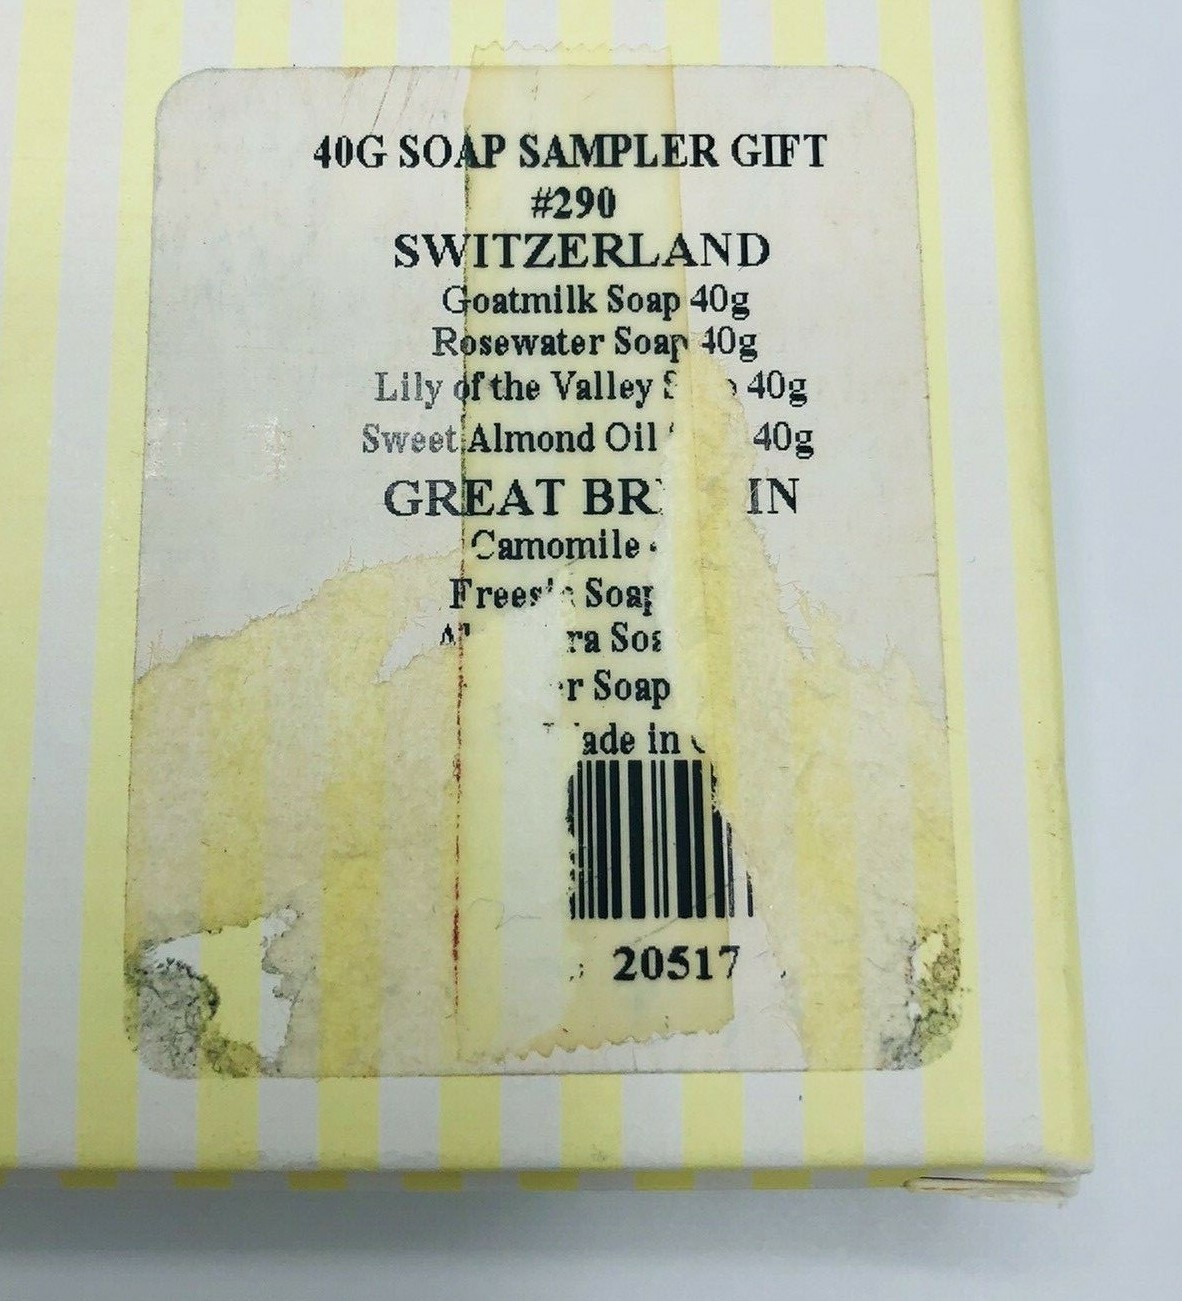 40G SOAP SAMPLER GIFT
#290
SWITZERLAND
Goatmilk Soap 40g
Rosewater Soap 40g
Lily of the Valley 40g
Sweet Almond Oil 40g
GREAT
Camomile
Soap
Soap
in
20517